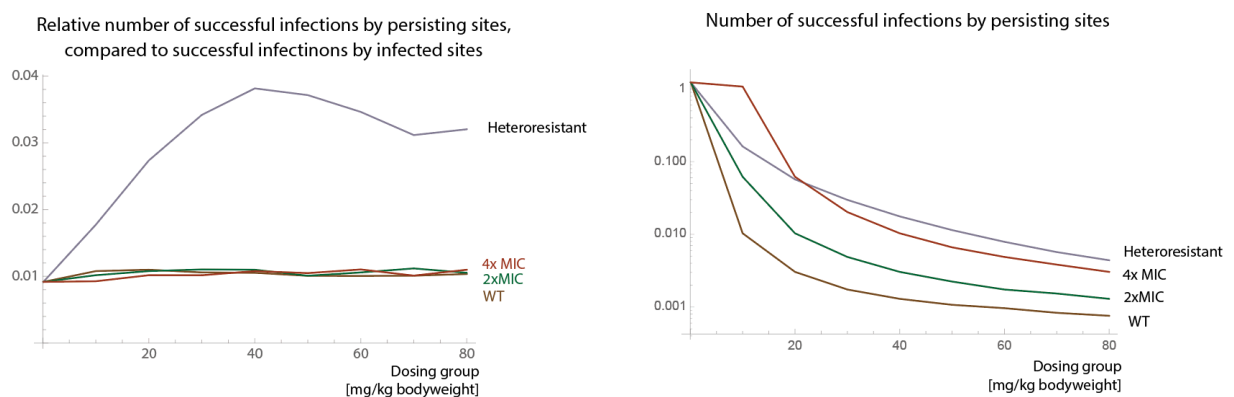 Relative number of successful infections by persisting sites,
compared to successful infectinons by infected sites
0.04
0.03
0.02
0.01
20
40
60
80
Heteroresistant
4x MIC
2xMIC
WT
Dosing group
[mg/kg bodyweight]
Number of successful infections by persisting sites
1
0.100
0.010
0.001
20
40
60
80
Heteroresistant
4x MIC
2xMIC
WT
Dosing group
[mg/kg bodyweight]